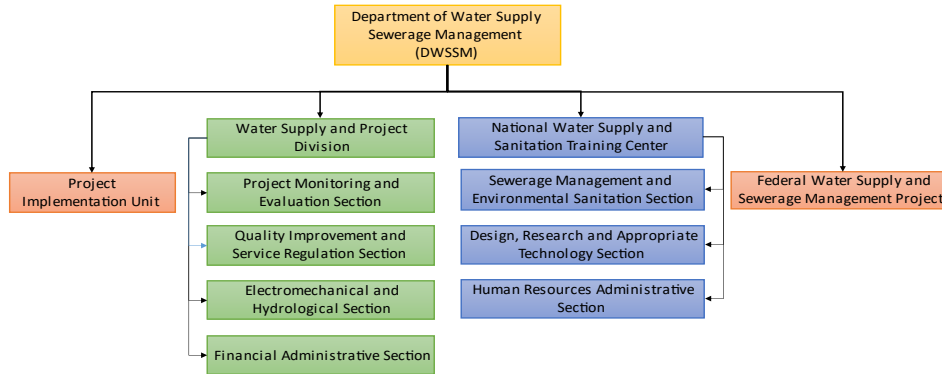 Department of Water Supply
Sewerage Management
(DWSSM)
Water Supply and Project
Division
National Water Supply and
Sanitation Training Center
Project
Implementation Unit
Project Monitoring and
Evaluation Section
Sewerage Management and
Environmental Sanitation Section
Federal Water Supply and
Sewerage Management Project
Quality Improvement and
Service Regulation Section
Design, Research and Appropriate
Technology Section
Electromechanical and
Hydrological Section
Human Resources Administrative
Section
Financial Administrative Section